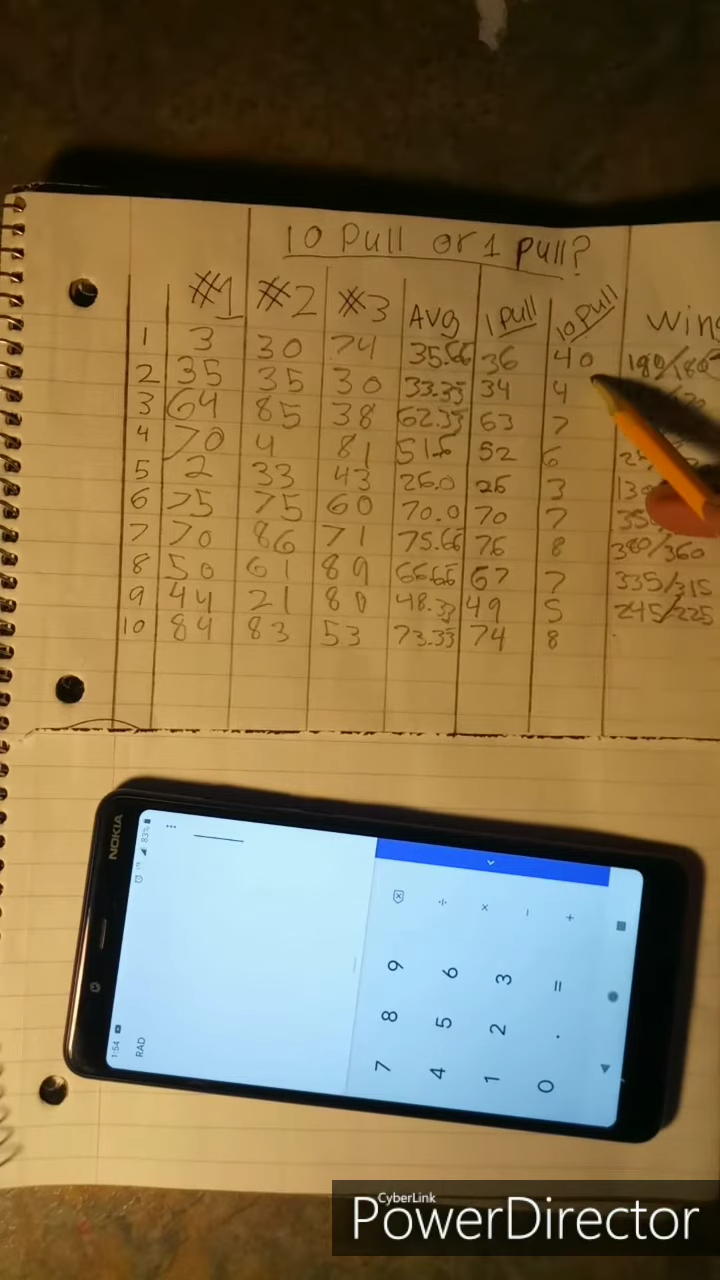 10 Pull or 1 pull?
#1 #2 #3 Avg 1 Pull 10 Pull
1 3 30 74 35.66 36 40 180/180
2 35 35 30 33.33 34 4
3 64 85 38 62.33 63 7
4 70 4 81 51.6 52 6
5 2 33 43 26.0 26 3
6 75 75 60 70.0 70 7
7 70 86 71 75.66 76 8 380/360
8 50 61 89 66.66 67 7 335/315
9 44 21 80 48.33 49 5 245/225
10 84 83 53 73.33 74 8
NOKIA
1:54 83%
RAD
7 8 9 ÷
4 5 6 ×
1 2 3 −
0 . = +
CyberLink
PowerDirector